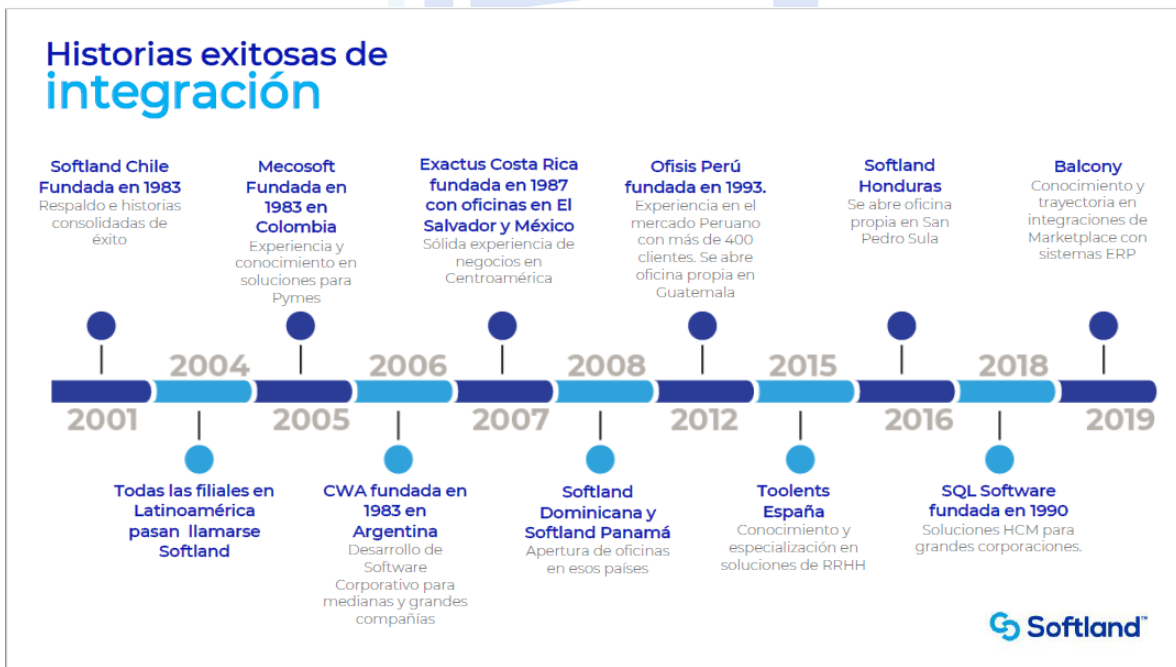 Historias exitosas de
integración
Softland Chile
Fundada en 1983
Respaldo e historias
consolidadas de
éxito
Mecosoft
Fundada en
1983 en
Colombia
Experiencia y
conocimiento en
soluciones para
Pymes
Exactus Costa Rica
fundada en 1987
con oficinas en El
Salvador y México
Sólida experiencia de
negocios en
Centroamérica
Ofisis Perú
fundada en 1993.
Experiencia en el
mercado Peruano
con más de 400
clientes. Se abre
oficina propia en
Guatemala
Softland
Honduras
Se abre oficina
propia en San
Pedro Sula
Balcony
Conocimiento y
trayectoria en
integraciones de
Marketplace con
sistemas ERP
2004
2006
2008
2015
2018
2001
2005
2007
2012
2016
2019
Todas las filiales en
Latinoamérica
pasan llamarse
Softland
CWA fundada en
1983 en
Argentina
Desarrollo de
Software
Corporativo para
medianas y grandes
compañías
Softland
Dominicana y
Softland Panamá
Apertura de oficinas
en esos países
Toolents
España
Conocimiento y
especialización en
soluciones de RRHH
SQL Software
fundada en 1990
Soluciones HCM para
grandes corporaciones.
Softland™